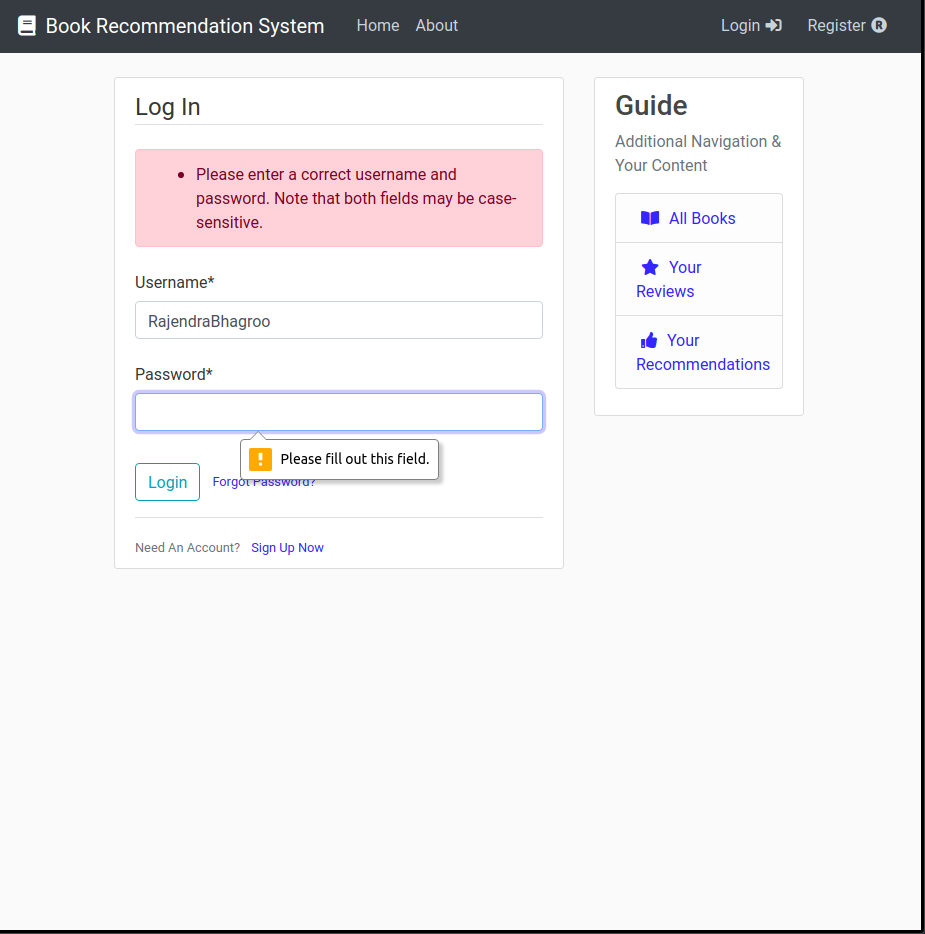 Book Recommendation System Home About Login Register R
Log In
Please enter a correct username and
password. Note that both fields may be case-
sensitive.
Username*
RajendraBhagroo
Password*
Please fill out this field.
Login Forgot Password?
Need An Account? Sign Up Now
Guide
Additional Navigation &
Your Content
All Books
Your
Reviews
Your
Recommendations